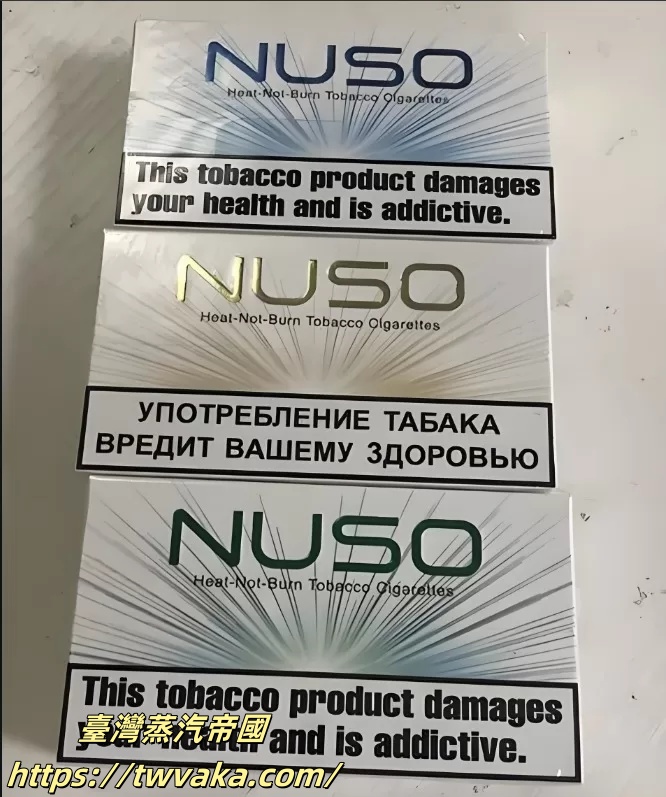 NUSO
Heat-Not-Burn Tobacco Cigarettes
This tobacco product damages
your health and is addictive.
NUSO
Heat-Not-Burn Tobacco Cigarettes
УПОТРЕБЛЕНИЕ ТАБАКА
ВРЕДИТ ВАШЕМУ ЗДОРОВЬЮ
NUSO
Heat-Not-Burn Tobacco Cigarettes
This tobacco product damages
your health and is addictive.
臺灣蒸汽帝國
https://twvaka.com/